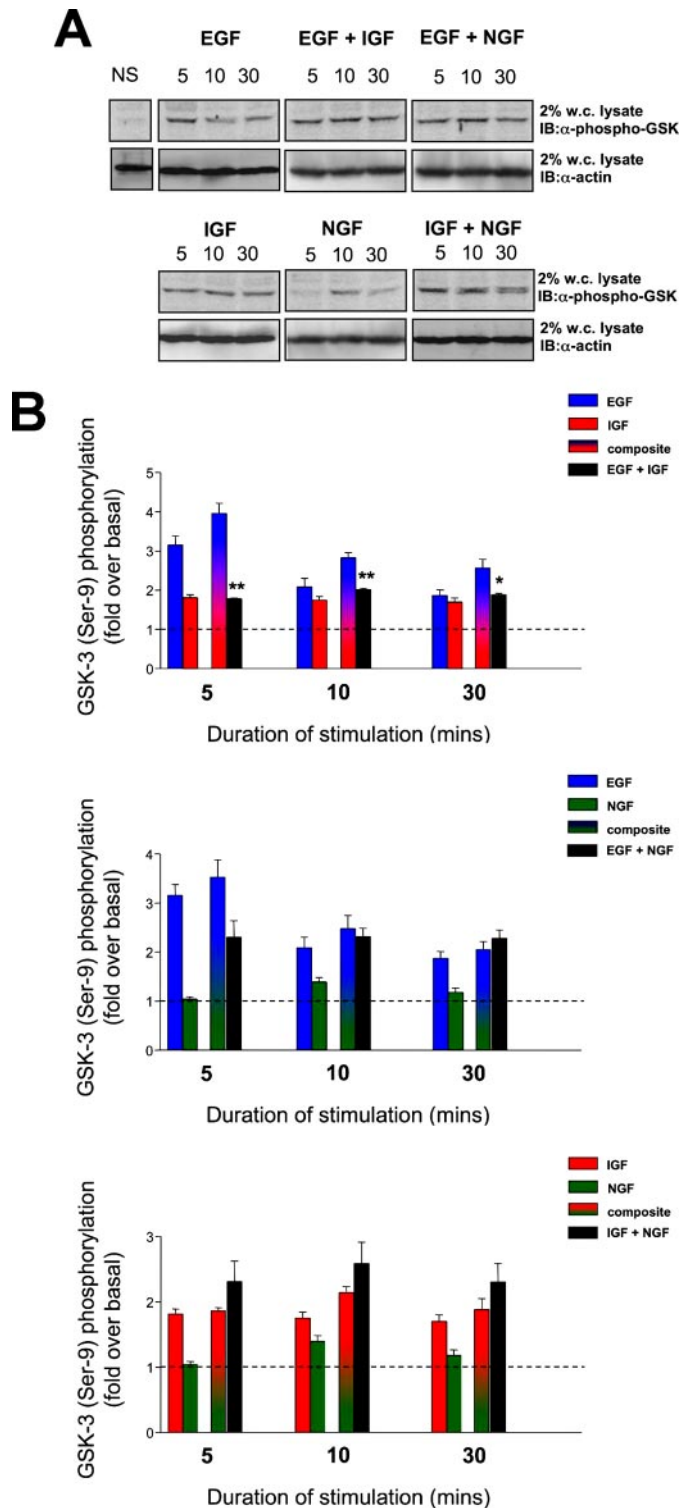 A
EGF EGF + IGF EGF + NGF
NS 5 10 30 5 10 30 5 10 30
2% w.c. lysate
IB:α-phospho-GSK
2% w.c. lysate
IB:α-actin
IGF NGF IGF + NGF
5 10 30 5 10 30 5 10 30
2% w.c. lysate
IB:α-phospho-GSK
2% w.c. lysate
IB:α-actin
B
EGF
IGF
composite
EGF + IGF
GSK-3 (Ser-9) phosphorylation
(fold over basal)
5
4
3
2
1
0
** ** *
5 10 30
Duration of stimulation (mins)
EGF
NGF
composite
EGF + NGF
GSK-3 (Ser-9) phosphorylation
(fold over basal)
4
3
2
1
0
5 10 30
Duration of stimulation (mins)
IGF
NGF
composite
IGF + NGF
GSK-3 (Ser-9) phosphorylation
(fold over basal)
3
2
1
0
5 10 30
Duration of stimulation (mins)